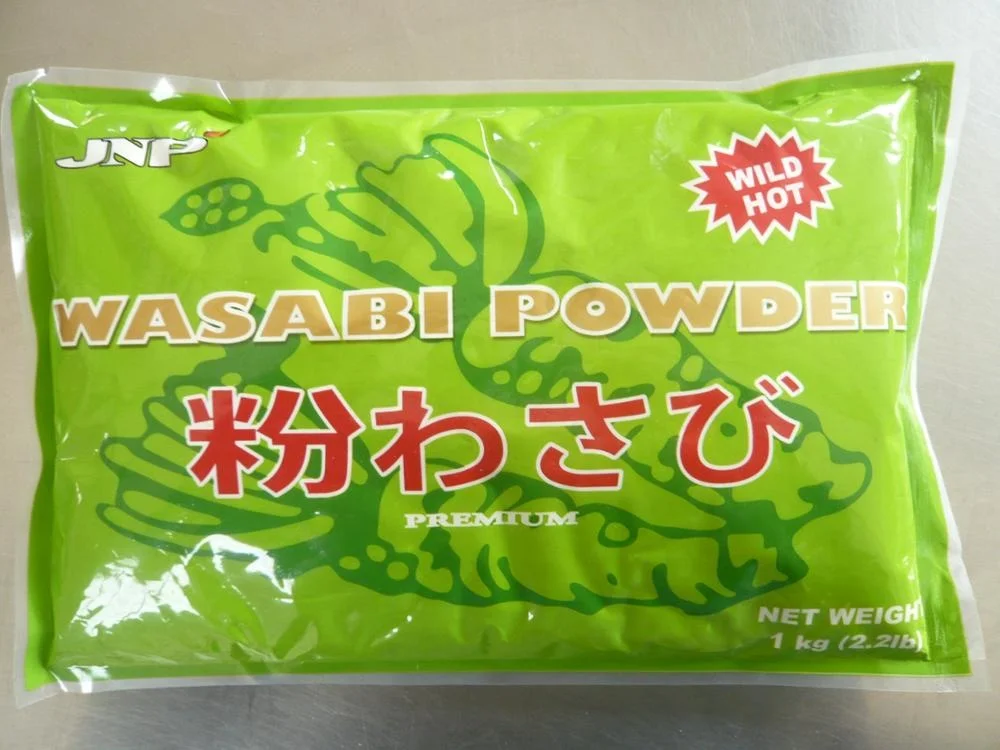 JNP
WILD
HOT
WASABI POWDER
粉わさび
PREMIUM
NET WEIGH
1 kg (2.2lb)